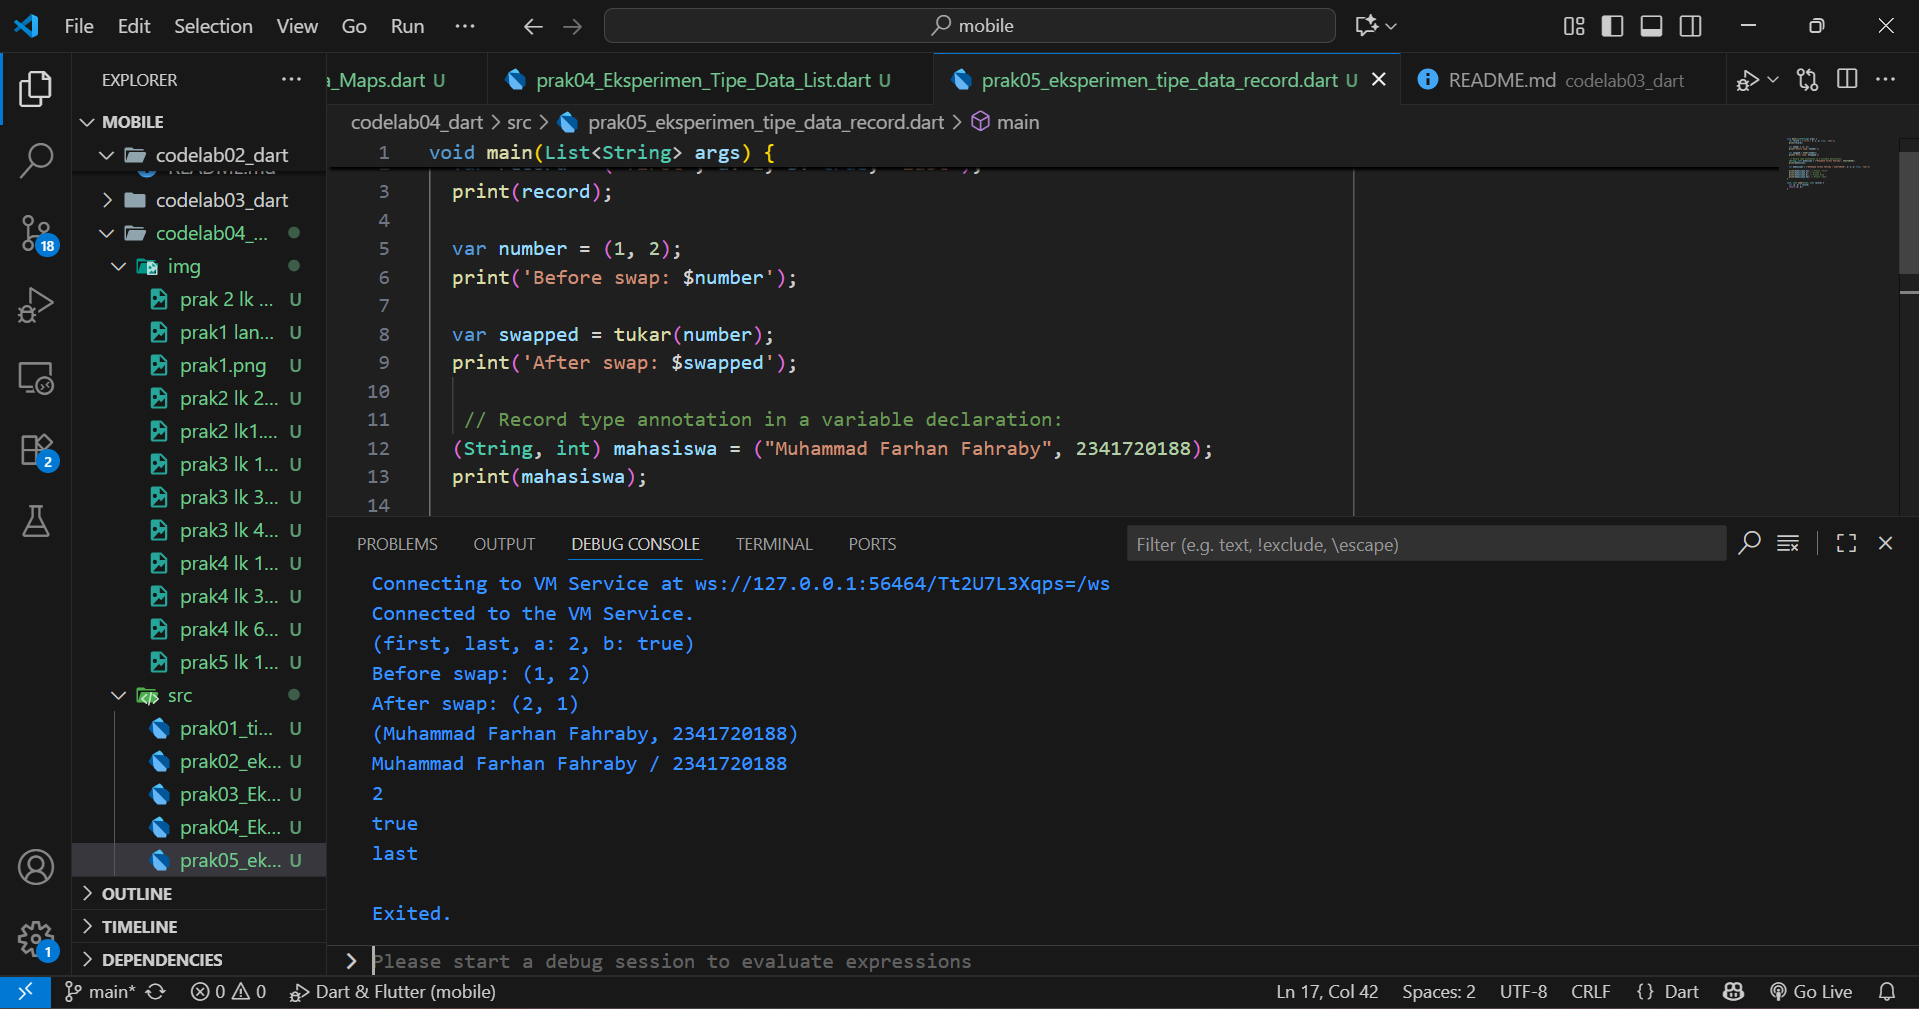 File Edit Selection View Go Run ··· mobile
EXPLORER ···
a_Maps.dart U prak04_Eksperimen_Tipe_Data_List.dart U prak05_eksperimen_tipe_data_record.dart U README.md codelab03_dart
MOBILE
codelab02_dart
README.md
codelab03_dart
codelab04_...
img
prak 2 lk ... U
prak1 lan... U
prak1.png U
prak2 lk 2... U
prak2 lk1.... U
prak3 lk 1... U
prak3 lk 3... U
prak3 lk 4... U
prak4 lk 1... U
prak4 lk 3... U
prak4 lk 6... U
prak5 lk 1... U
src
prak01_ti... U
prak02_ek... U
prak03_Ek... U
prak04_Ek... U
prak05_ek... U
OUTLINE
TIMELINE
DEPENDENCIES
18
2
1
codelab04_dart > src > prak05_eksperimen_tipe_data_record.dart > main
1 void main(List<String> args) {
3 print(record);
4
5 var number = (1, 2);
6 print('Before swap: $number');
7
8 var swapped = tukar(number);
9 print('After swap: $swapped');
10
11 // Record type annotation in a variable declaration:
12 (String, int) mahasiswa = ("Muhammad Farhan Fahraby", 2341720188);
13 print(mahasiswa);
14
PROBLEMS OUTPUT DEBUG CONSOLE TERMINAL PORTS Filter (e.g. text, !exclude, \escape)
Connecting to VM Service at ws://127.0.0.1:56464/Tt2U7L3Xqps=/ws
Connected to the VM Service.
(first, last, a: 2, b: true)
Before swap: (1, 2)
After swap: (2, 1)
(Muhammad Farhan Fahraby, 2341720188)
Muhammad Farhan Fahraby / 2341720188
2
true
last
Exited.
> Please start a debug session to evaluate expressions
main* 0 0 Dart & Flutter (mobile) Ln 17, Col 42 Spaces: 2 UTF-8 CRLF {} Dart Go Live